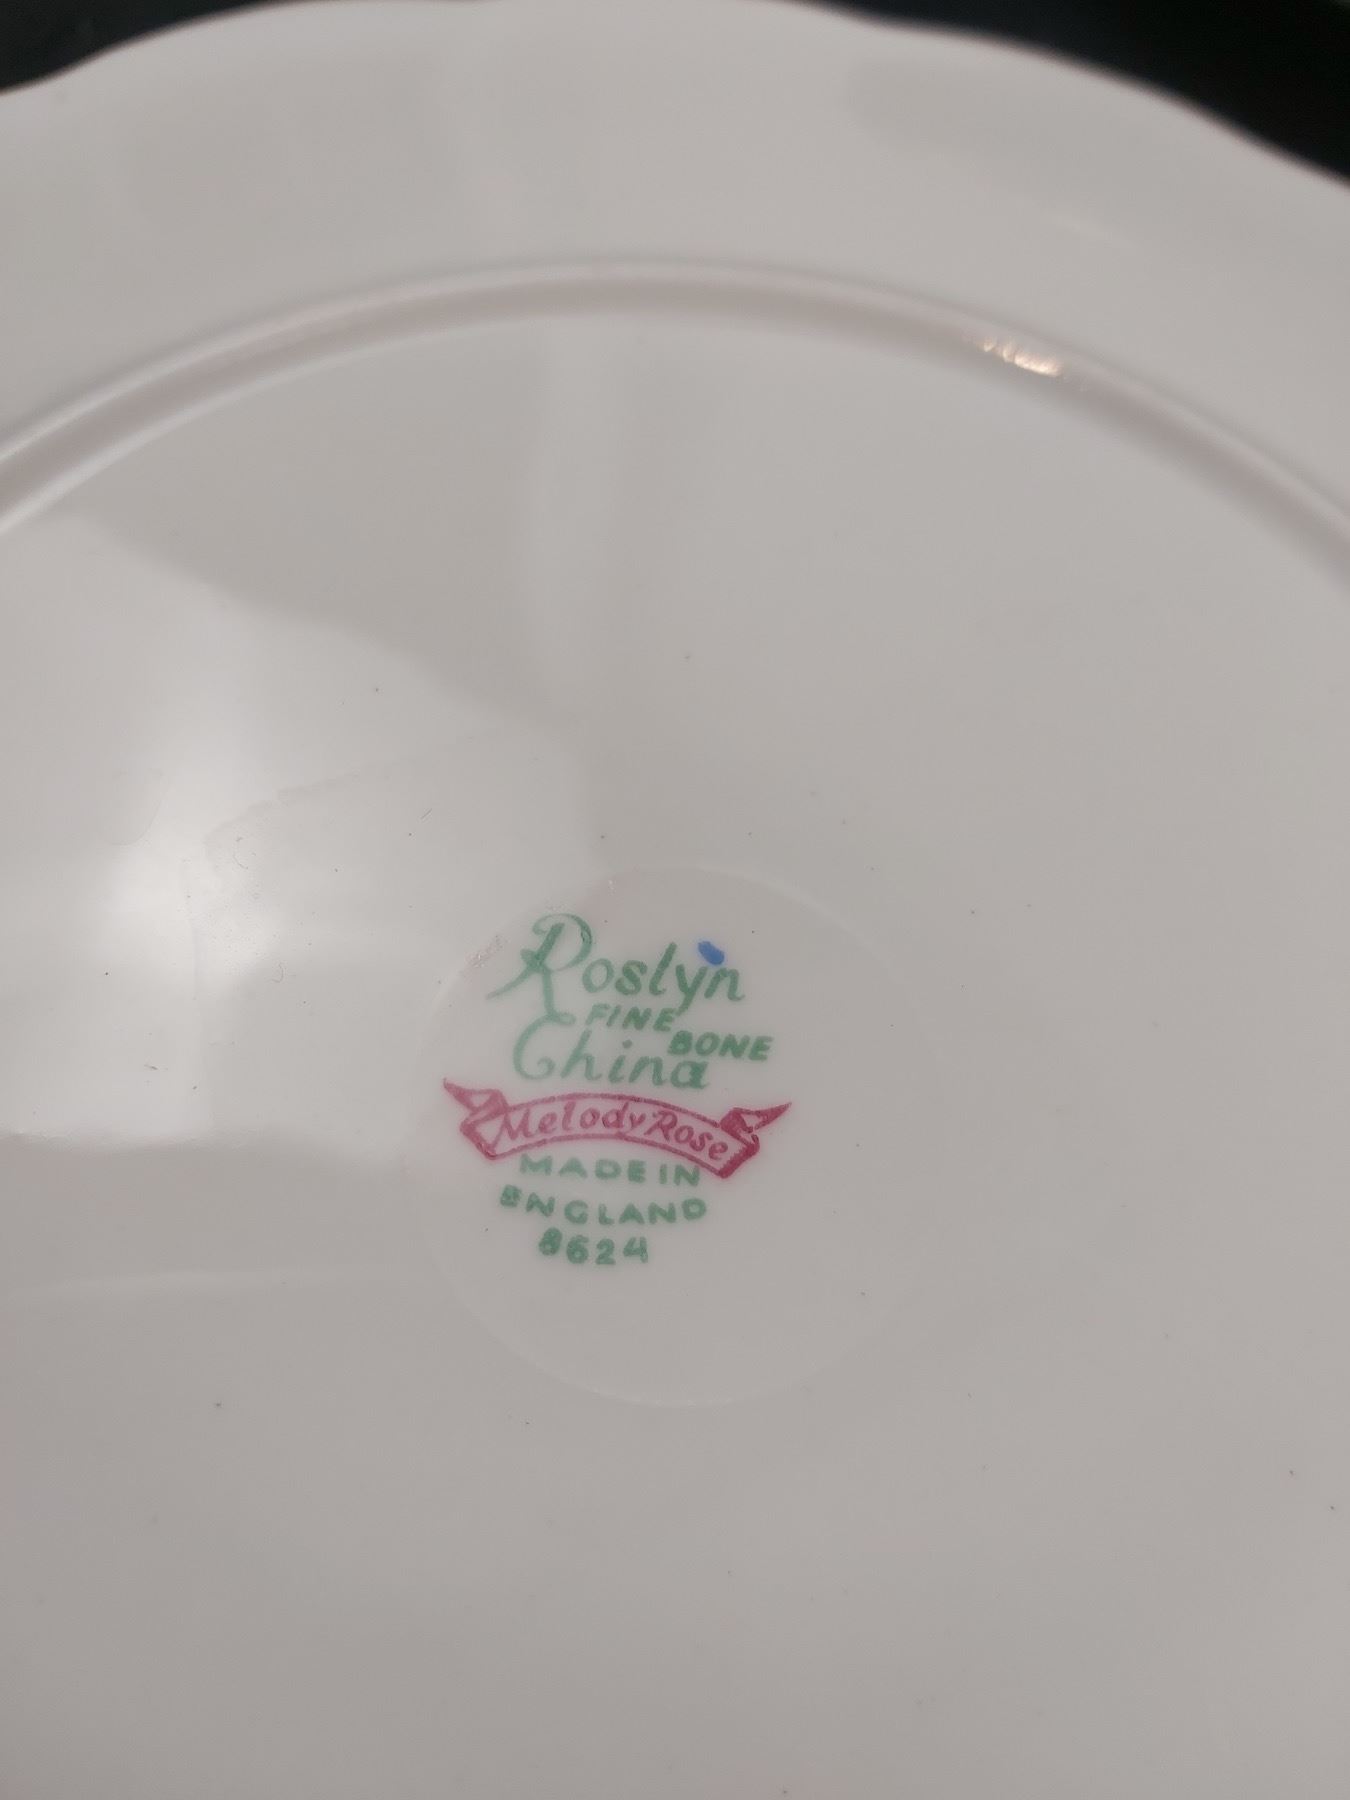 Roslyn
FINE BONE
China
Melody Rose
MADE IN
ENGLAND
8624